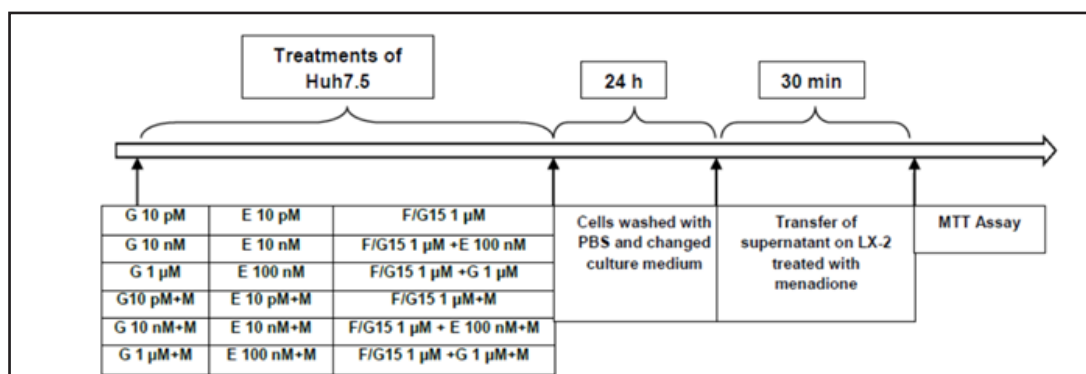 Treatments of
Huh7.5
24 h
30 min
G 10 pM E 10 pM F/G15 1 µM
G 10 nM E 10 nM F/G15 1 µM +E 100 nM
G 1 µM E 100 nM F/G15 1 µM +G 1 µM
G10 pM+M E 10 pM+M F/G15 1 µM+M
G 10 nM+M E 10 nM+M F/G15 1 µM + E 100 nM+M
G 1 µM+M E 100 nM+M F/G15 1 µM +G 1 µM+M
Cells washed with
PBS and changed
culture medium
Transfer of
supernatant on LX-2
treated with
menadione
MTT Assay